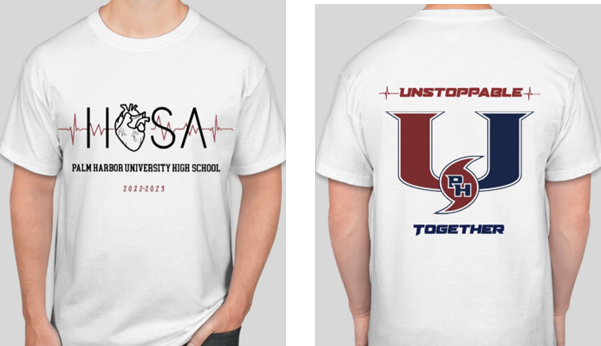 HOSA
PALM HARBOR UNIVERSITY HIGH SCHOOL
2022-2023
UNSTOPPABLE
U
PH
TOGETHER